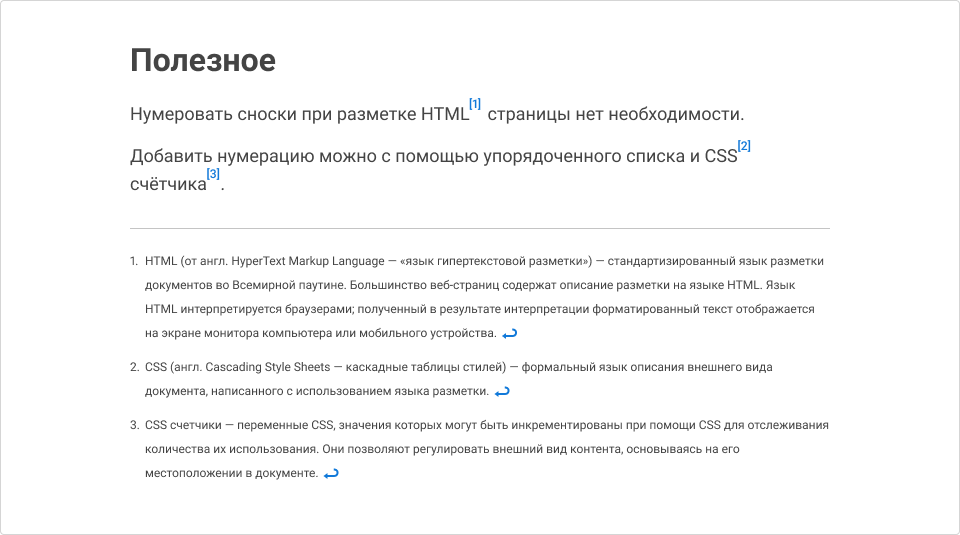 Полезное
Нумеровать сноски при разметке HTML[1] страницы нет необходимости.
Добавить нумерацию можно с помощью упорядоченного списка и CSS[2]
счётчика[3].
1. HTML (от англ. HyperText Markup Language — «язык гипертекстовой разметки») — стандартизированный язык разметки
документов во Всемирной паутине. Большинство веб-страниц содержат описание разметки на языке HTML. Язык
HTML интерпретируется браузерами; полученный в результате интерпретации форматированный текст отображается
на экране монитора компьютера или мобильного устройства. ↩
2. CSS (англ. Cascading Style Sheets — каскадные таблицы стилей) — формальный язык описания внешнего вида
документа, написанного с использованием языка разметки. ↩
3. CSS счетчики — переменные CSS, значения которых могут быть инкрементированы при помощи CSS для отслеживания
количества их использования. Они позволяют регулировать внешний вид контента, основываясь на его
местоположении в документе. ↩